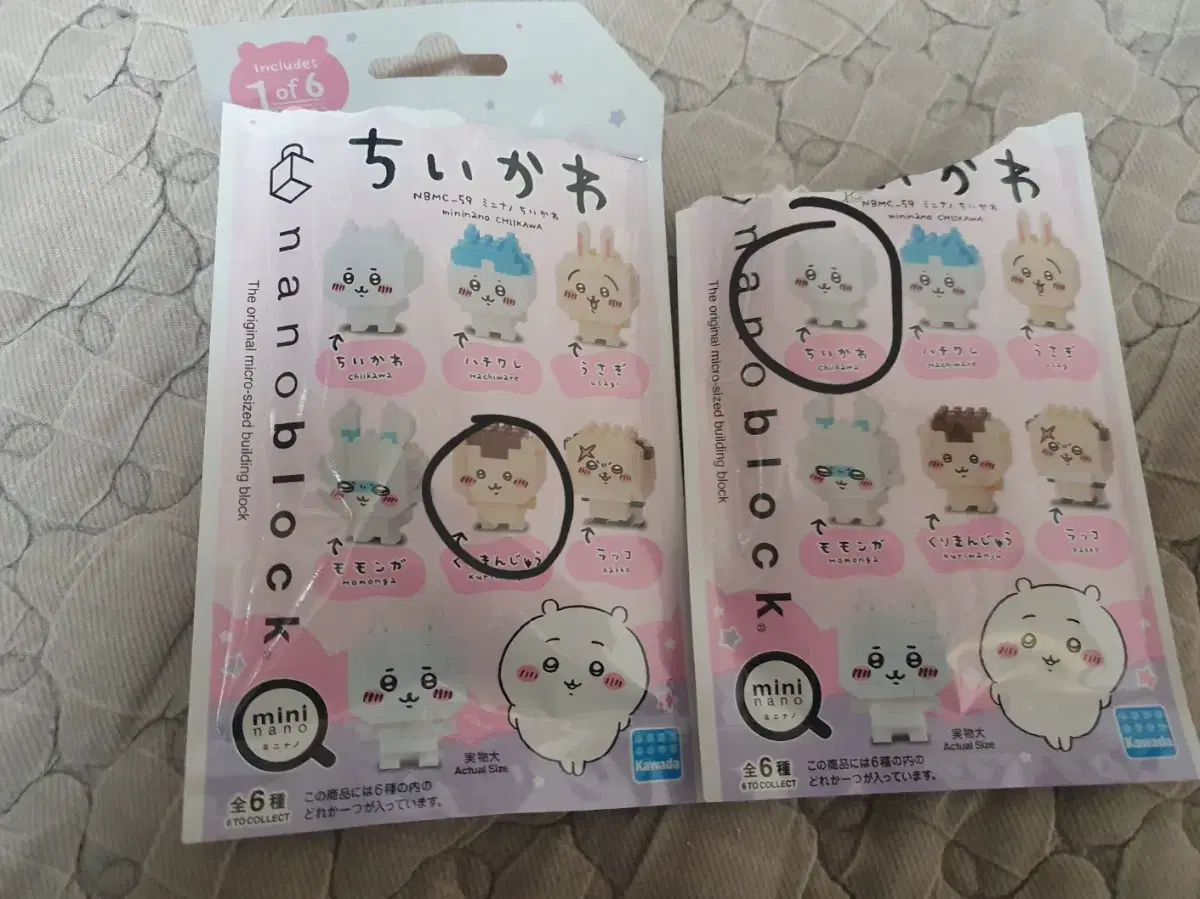 includes
1 of 6
ちいかわ
NBMC_59 ミニナノ ちいかわ
mininano CHIIKAWA
nanoblock®
The original micro-sized building block
ちいかわ
chiikawa
ハチワレ
Hachiware
うさぎ
usagi
モモンガ
Momonga
まんじゅう
ラッコ
Rakko
mini
nano
ミニナノ
実物大
Actual Size
Kawada
全6種
6 TO COLLECT
この商品には6種の内の
どれか一つが入っています。
いかわ
NBMC_59 ミニナノ ちいかわ
mininano CHIIKAWA
nanoblock®
The original micro-sized building block
ちいかわ
chiikawa
ハチワレ
Hachiware
うさぎ
モモンガ
Momonga
くりまんじゅう
Kurimanju
ラッコ
Rakko
mini
nano
ミニナノ
実物大
Actual Size
Kawada
全6種
6 TO COLLECT
この商品には6種の内の
どれか一つが入っています。